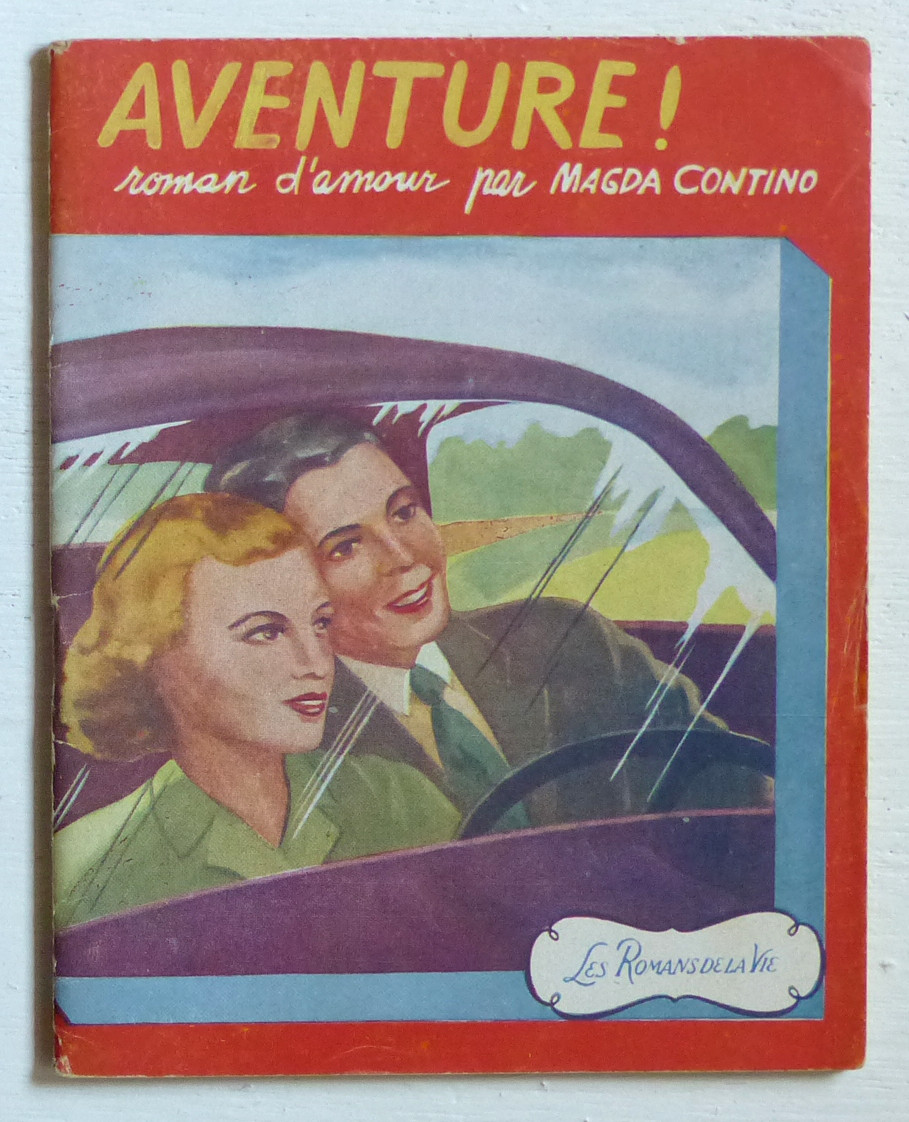 AVENTURE!
roman d'amour par MAGDA CONTINO
LES ROMANS DE LA VIE